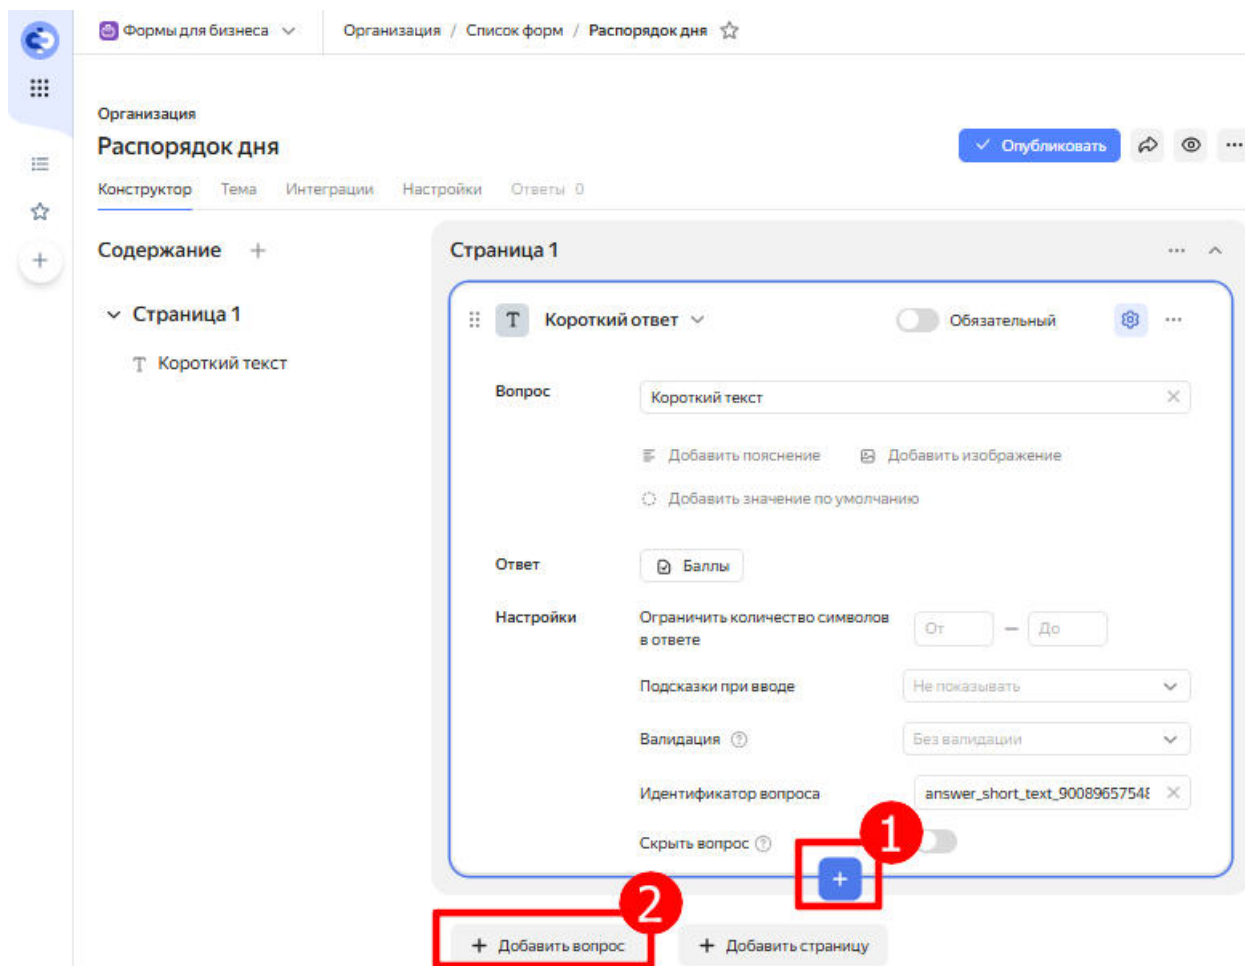 Формы для бизнеса
Организация / Список форм / Распорядок дня
Организация
Распорядок дня
Опубликовать
Конструктор Тема Интеграции Настройки Ответы 0
Содержание +
Страница 1
Страница 1
T Короткий текст
T Короткий ответ
Обязательный
Вопрос
Короткий текст
Добавить пояснение
Добавить изображение
Добавить значение по умолчанию
Ответ
Баллы
Настройки
Ограничить количество символов
в ответе
От — До
Подсказки при вводе
Не показывать
Валидация ?
Без валидации
Идентификатор вопроса
answer_short_text_9008965754
Скрыть вопрос ?
1
+
2
+ Добавить вопрос
+ Добавить страницу